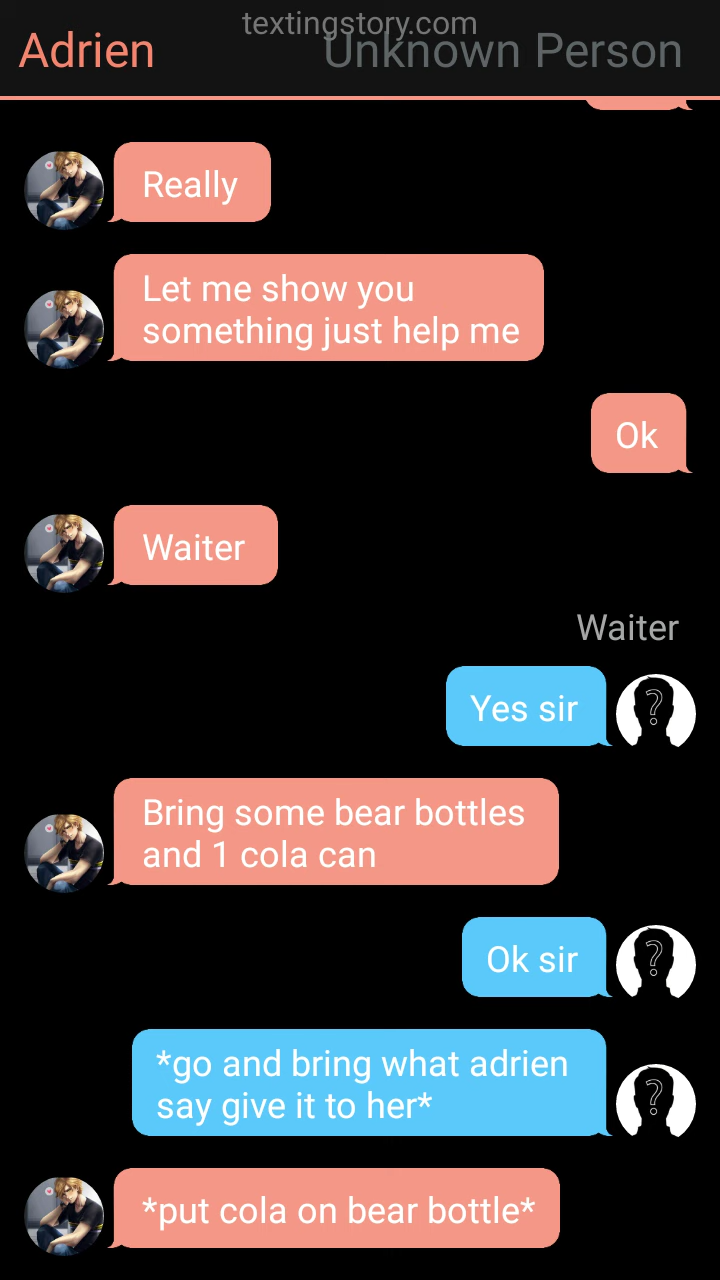 textingstory.com
Adrien
Unknown Person
Really
Let me show you
something just help me
Ok
Waiter
Waiter
Yes sir
?
Bring some bear bottles
and 1 cola can
Ok sir
?
*go and bring what adrien
say give it to her*
?
*put cola on bear bottle*